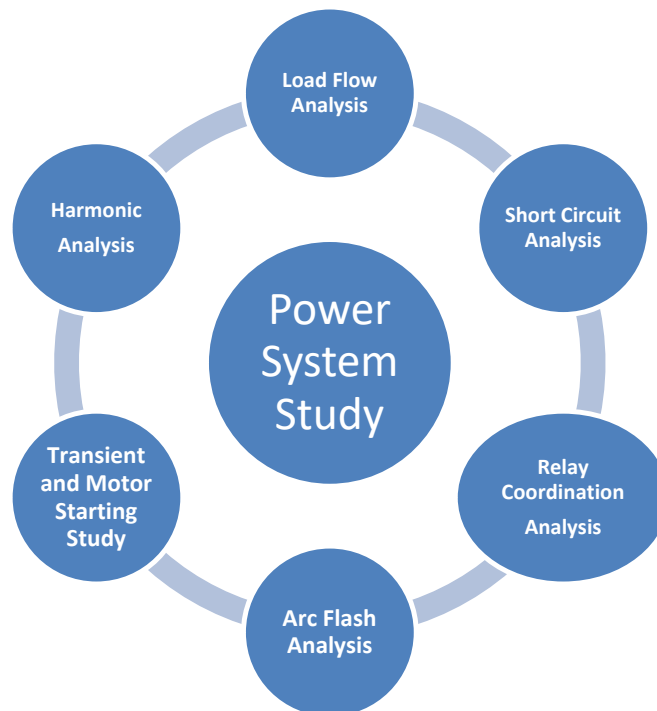 Load Flow
Analysis
Short Circuit
Analysis
Relay
Coordination
Analysis
Arc Flash
Analysis
Transient
and Motor
Starting
Study
Harmonic
Analysis
Power
System
Study